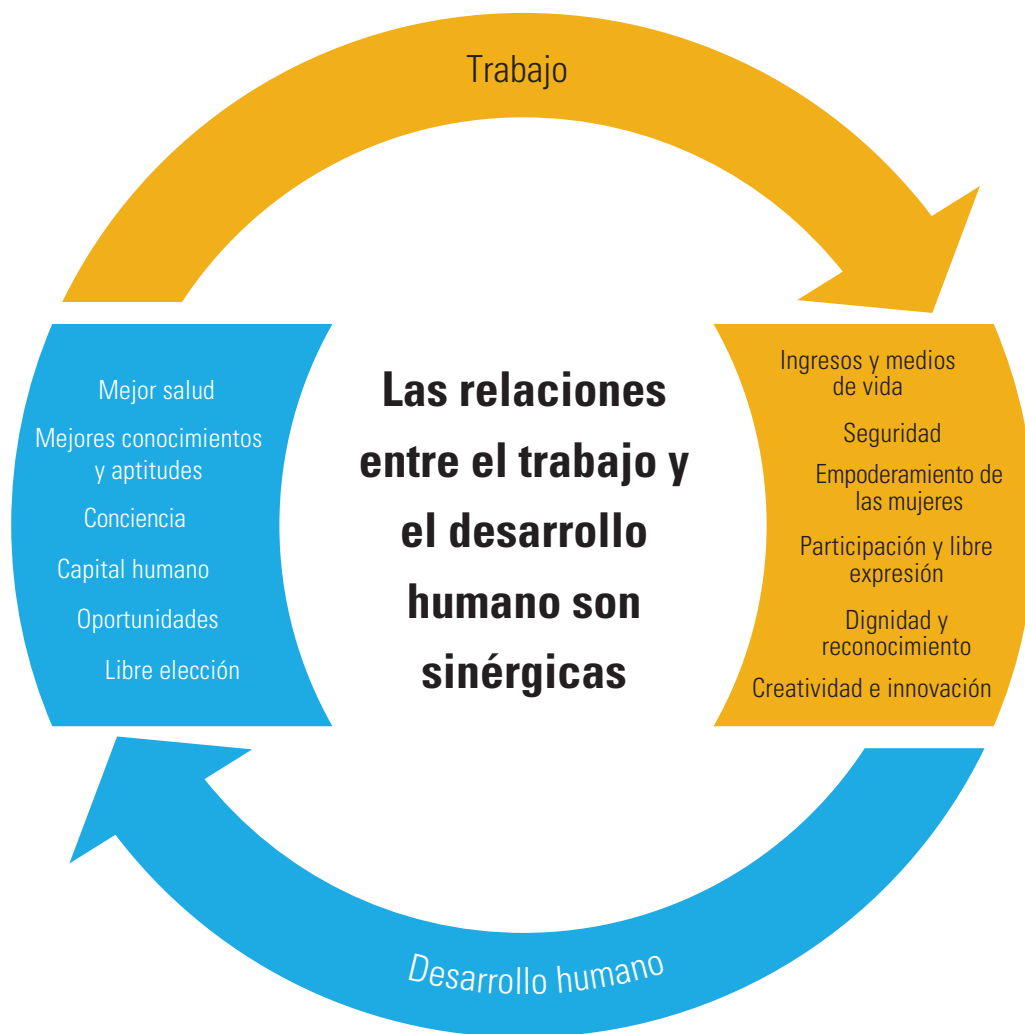 Trabajo
Mejor salud
Mejores conocimientos
y aptitudes
Conciencia
Capital humano
Oportunidades
Libre elección
Las relaciones
entre el trabajo y
el desarrollo
humano son
sinérgicas
Ingresos y medios
de vida
Seguridad
Empoderamiento de
las mujeres
Participación y libre
expresión
Dignidad y
reconocimiento
Creatividad e innovación
Desarrollo humano